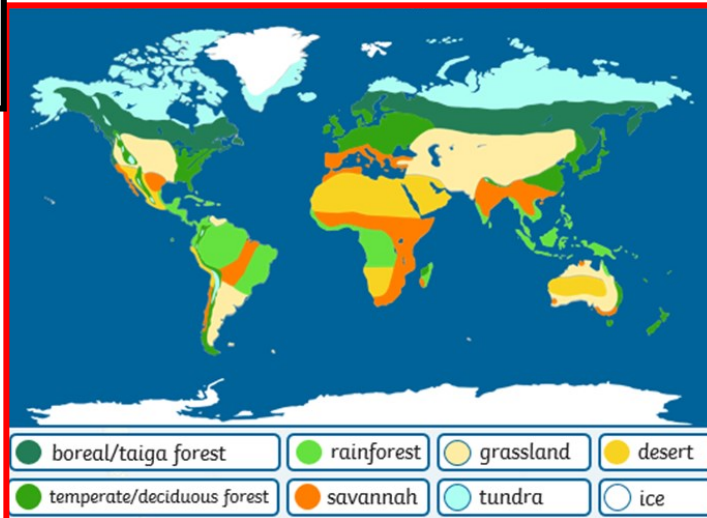 boreal/taiga forest rainforest grassland desert
temperate/deciduous forest savannah tundra ice